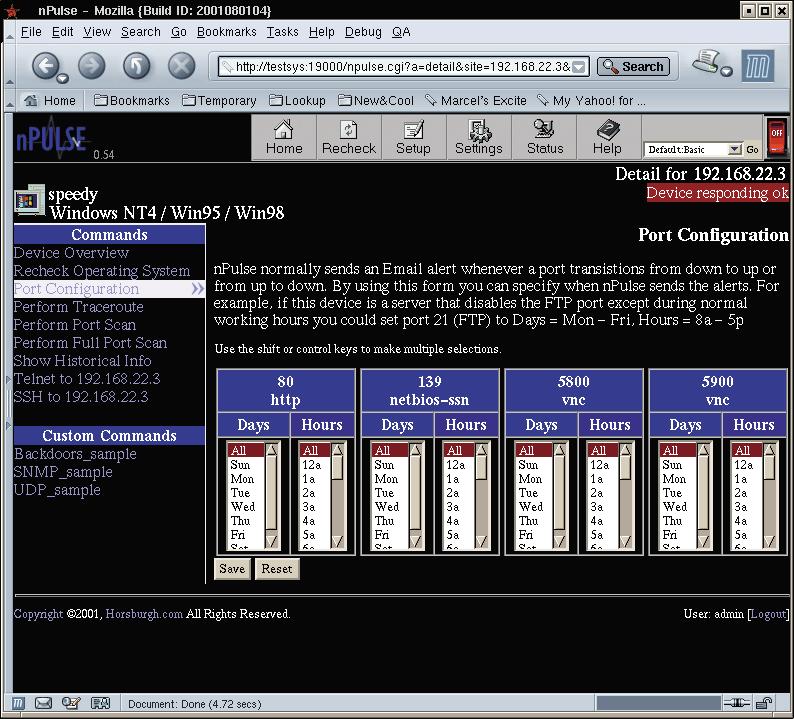 nPulse - Mozilla {Build ID: 2001080104}
File Edit View Search Go Bookmarks Tasks Help Debug QA
http://testsys:19000/npulse.cgi?a=detail&site=192.168.22.3& Search
Home Bookmarks Temporary Lookup New&Cool Marcel's Excite My Yahoo! for ...
nPULSE 0.54
Home Recheck Setup Settings Status Help Default:Basic Go OFF
Detail for 192.168.22.3
Device responding ok
speedy
Windows NT4 / Win95 / Win98
Commands
Device Overview
Recheck Operating System
Port Configuration »
Perform Traceroute
Perform Port Scan
Perform Full Port Scan
Show Historical Info
Telnet to 192.168.22.3
SSH to 192.168.22.3
Custom Commands
Backdoors_sample
SNMP_sample
UDP_sample
Port Configuration
nPulse normally sends an Email alert whenever a port transistions from down to up or
from up to down. By using this form you can specify when nPulse sends the alerts. For
example, if this device is a server that disables the FTP port except during normal
working hours you could set port 21 (FTP) to Days = Mon - Fri, Hours = 8a - 5p
Use the shift or control keys to make multiple selections.
80 139 5800 5900
http netbios-ssn vnc vnc
Days Hours Days Hours Days Hours Days Hours
All All All All All All All All
Sun 12a Sun 12a Sun 12a Sun 12a
Mon 1a Mon 1a Mon 1a Mon 1a
Tue 2a Tue 2a Tue 2a Tue 2a
Wed 3a Wed 3a Wed 3a Wed 3a
Thu 4a Thu 4a Thu 4a Thu 4a
Fri 5a Fri 5a Fri 5a Fri 5a
Sat 6a Sat 6a Sat 6a Sat 6a
Save Reset
Copyright ©2001, Horsburgh.com All Rights Reserved. User: admin [Logout]
Document: Done (4.72 secs)